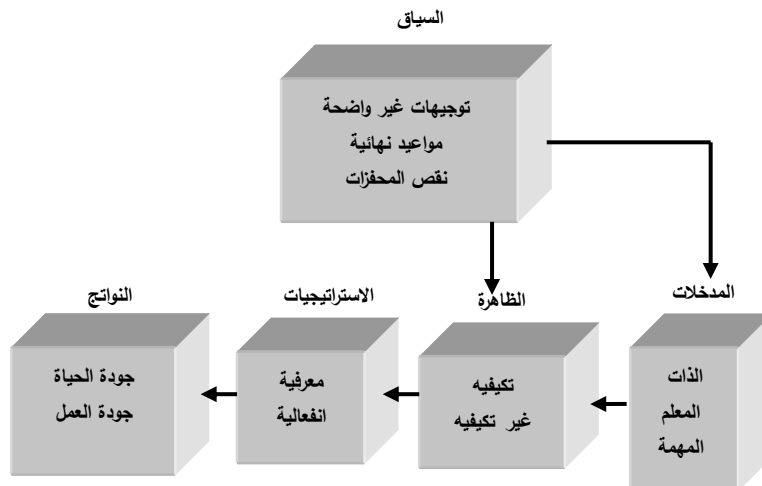 السياق
توجيهات غير واضحة
مواعيد نهائية
نقص المحفزات
المدخلات
الظاهرة
الاستراتيجيات
النواتج
الذات
المعلم
المهمة
تكيفيه
غير تكيفيه
معرفية
انفعالية
جودة الحياة
جودة العمل